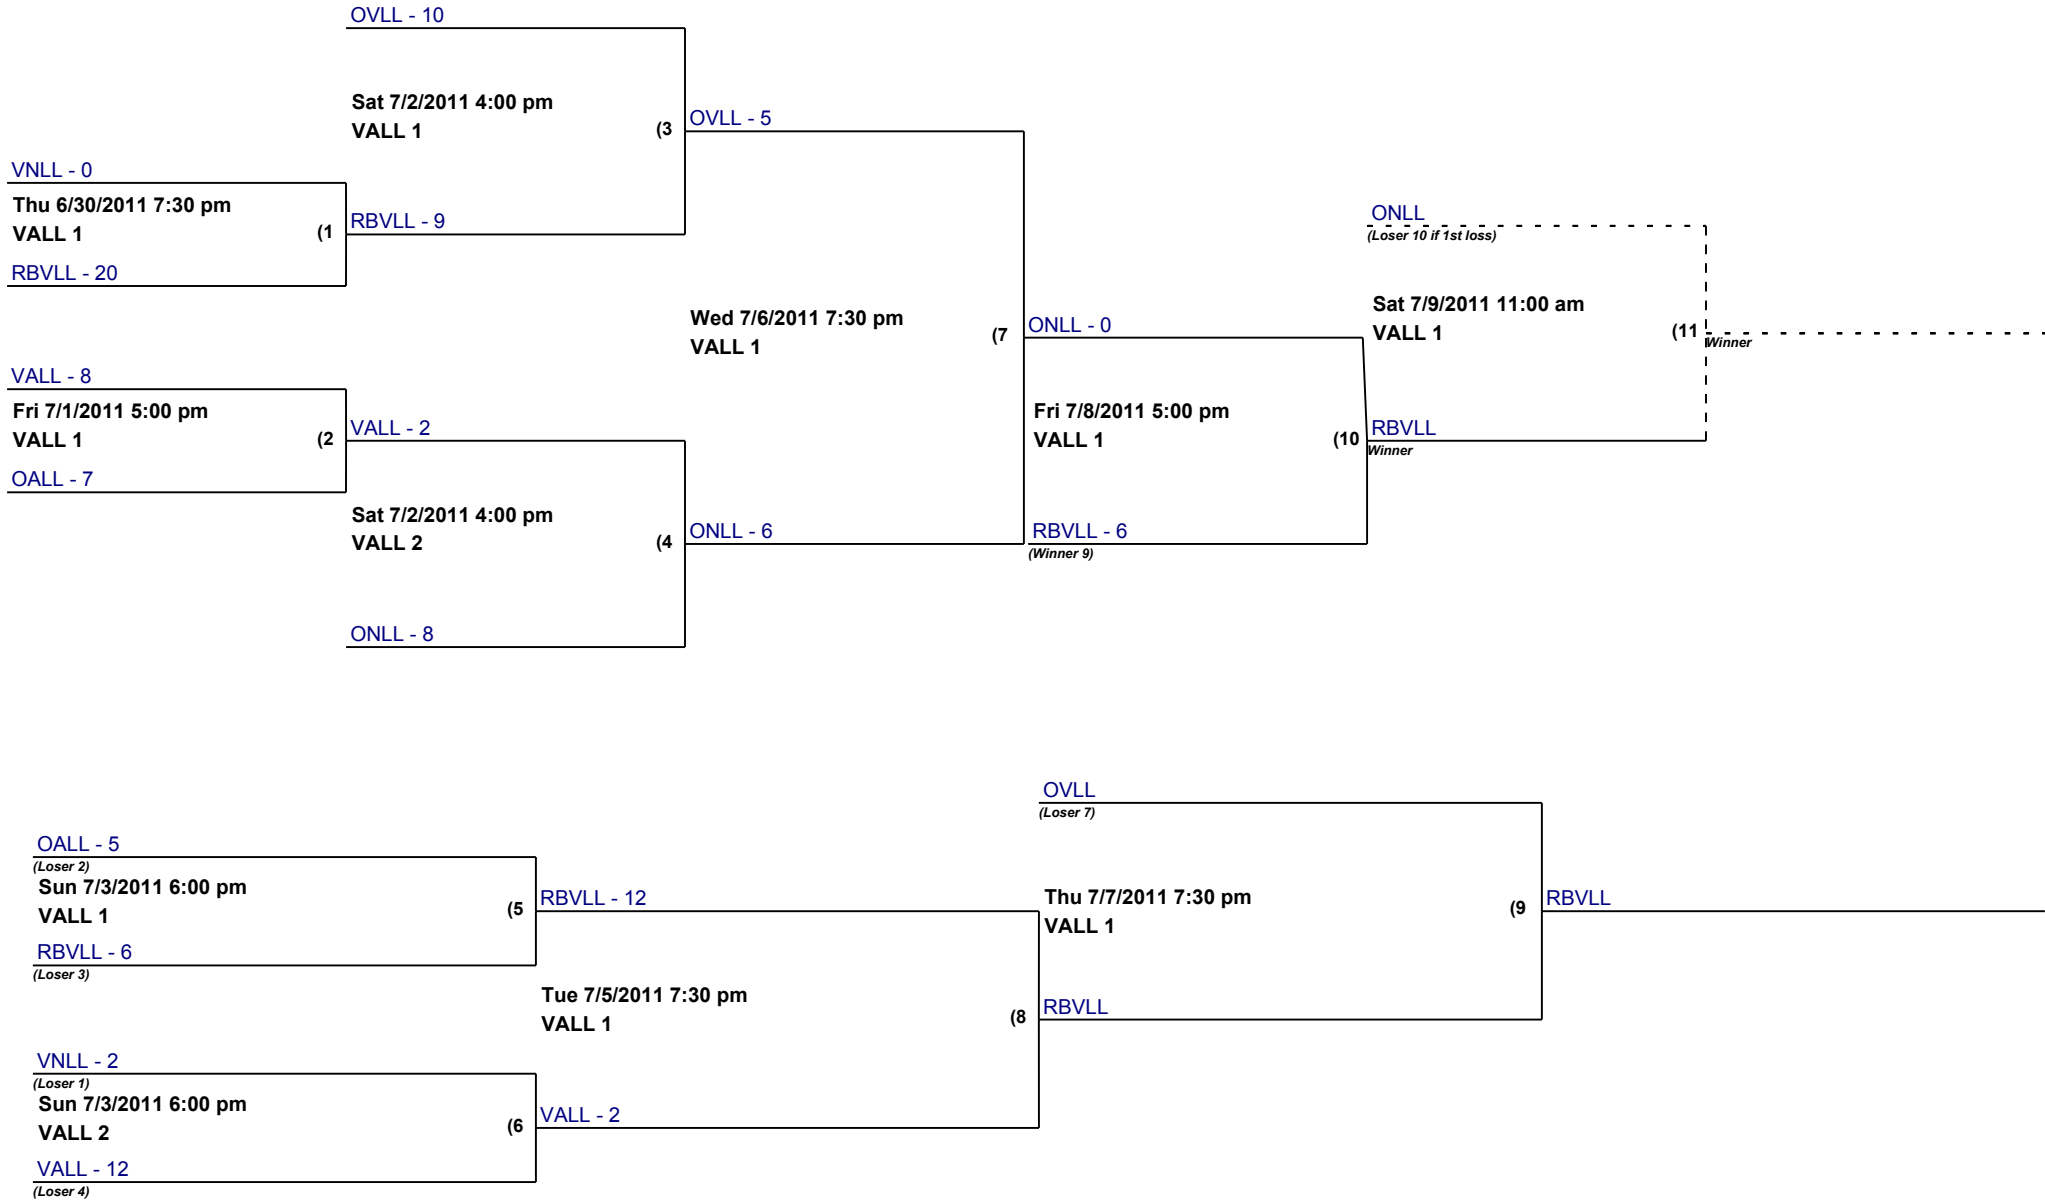 OVLL - 10
Sat 7/2/2011 4:00 pm
VALL 1
(3
OVLL - 5
VNLL - 0
Thu 6/30/2011 7:30 pm
VALL 1
(1
RBVLL - 9
RBVLL - 20
ONLL
(Loser 10 if 1st loss)
Wed 7/6/2011 7:30 pm
VALL 1
(7
ONLL - 0
Sat 7/9/2011 11:00 am
VALL 1
(11
Winner
VALL - 8
Fri 7/1/2011 5:00 pm
VALL 1
(2
VALL - 2
OALL - 7
Fri 7/8/2011 5:00 pm
VALL 1
(10
RBVLL
Winner
Sat 7/2/2011 4:00 pm
VALL 2
(4
ONLL - 6
RBVLL - 6
(Winner 9)
ONLL - 8
OVLL
(Loser 7)
OALL - 5
(Loser 2)
Sun 7/3/2011 6:00 pm
VALL 1
(5
RBVLL - 12
Thu 7/7/2011 7:30 pm
VALL 1
(9
RBVLL
RBVLL - 6
(Loser 3)
Tue 7/5/2011 7:30 pm
VALL 1
(8
RBVLL
VNLL - 2
(Loser 1)
Sun 7/3/2011 6:00 pm
VALL 2
(6
VALL - 2
VALL - 12
(Loser 4)